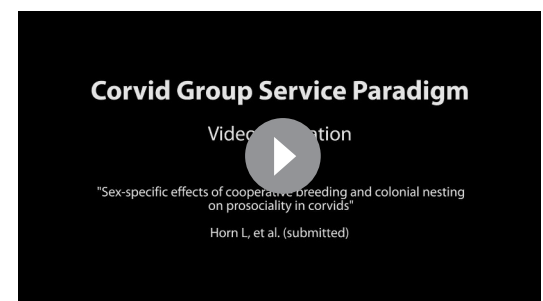 Corvid Group Service Paradigm
Video
"Sex-specific effects of cooperative breeding and colonial nesting
on prosociality in corvids"
Horn L, et al. (submitted)